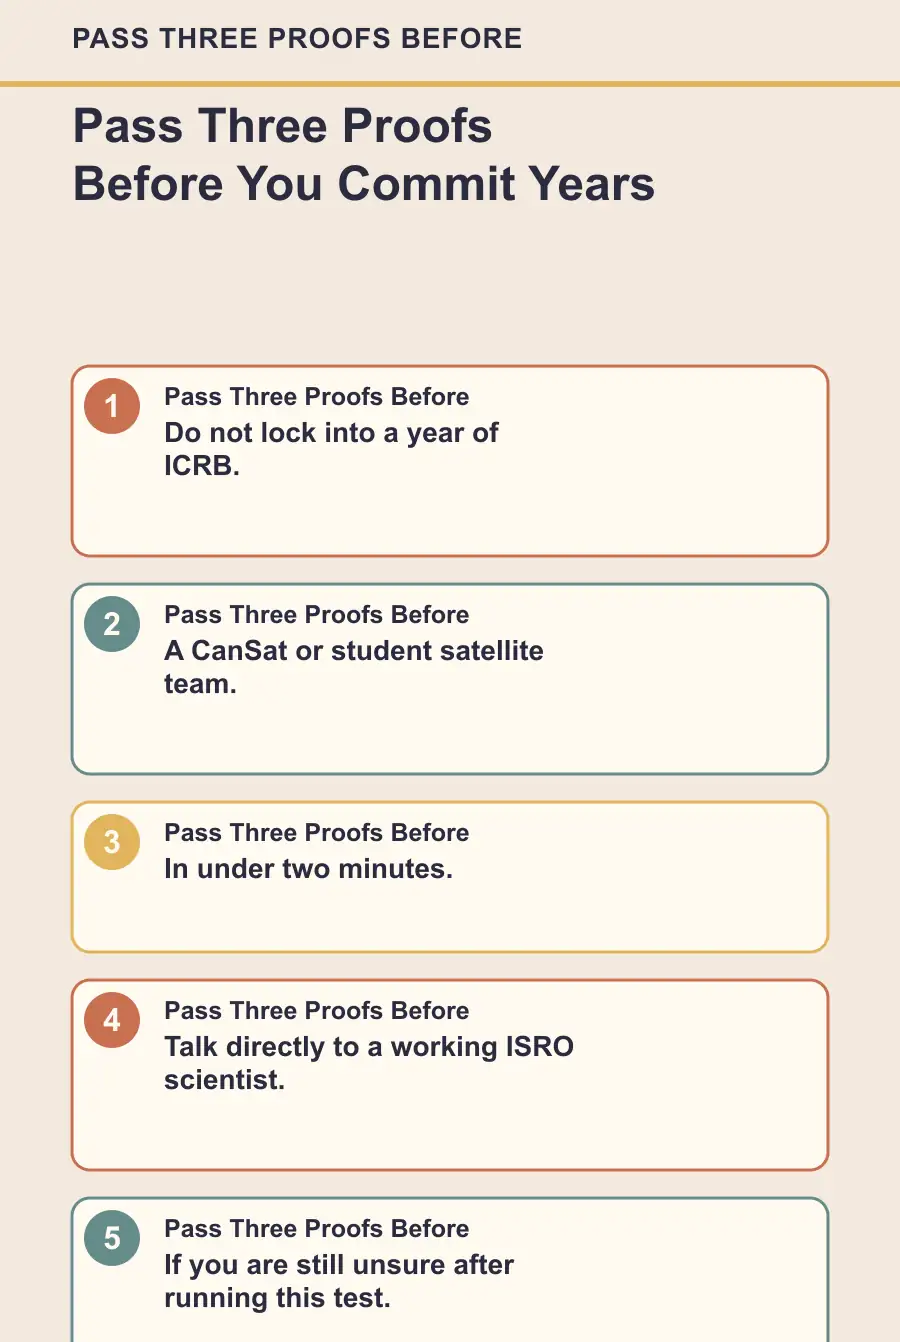 PASS THREE PROOFS BEFORE
Pass Three Proofs
Before You Commit Years
1
Pass Three Proofs Before
Do not lock into a year of
ICRB.
2
Pass Three Proofs Before
A CanSat or student satellite
team.
3
Pass Three Proofs Before
In under two minutes.
4
Pass Three Proofs Before
Talk directly to a working ISRO
scientist.
5
Pass Three Proofs Before
If you are still unsure after
running this test.